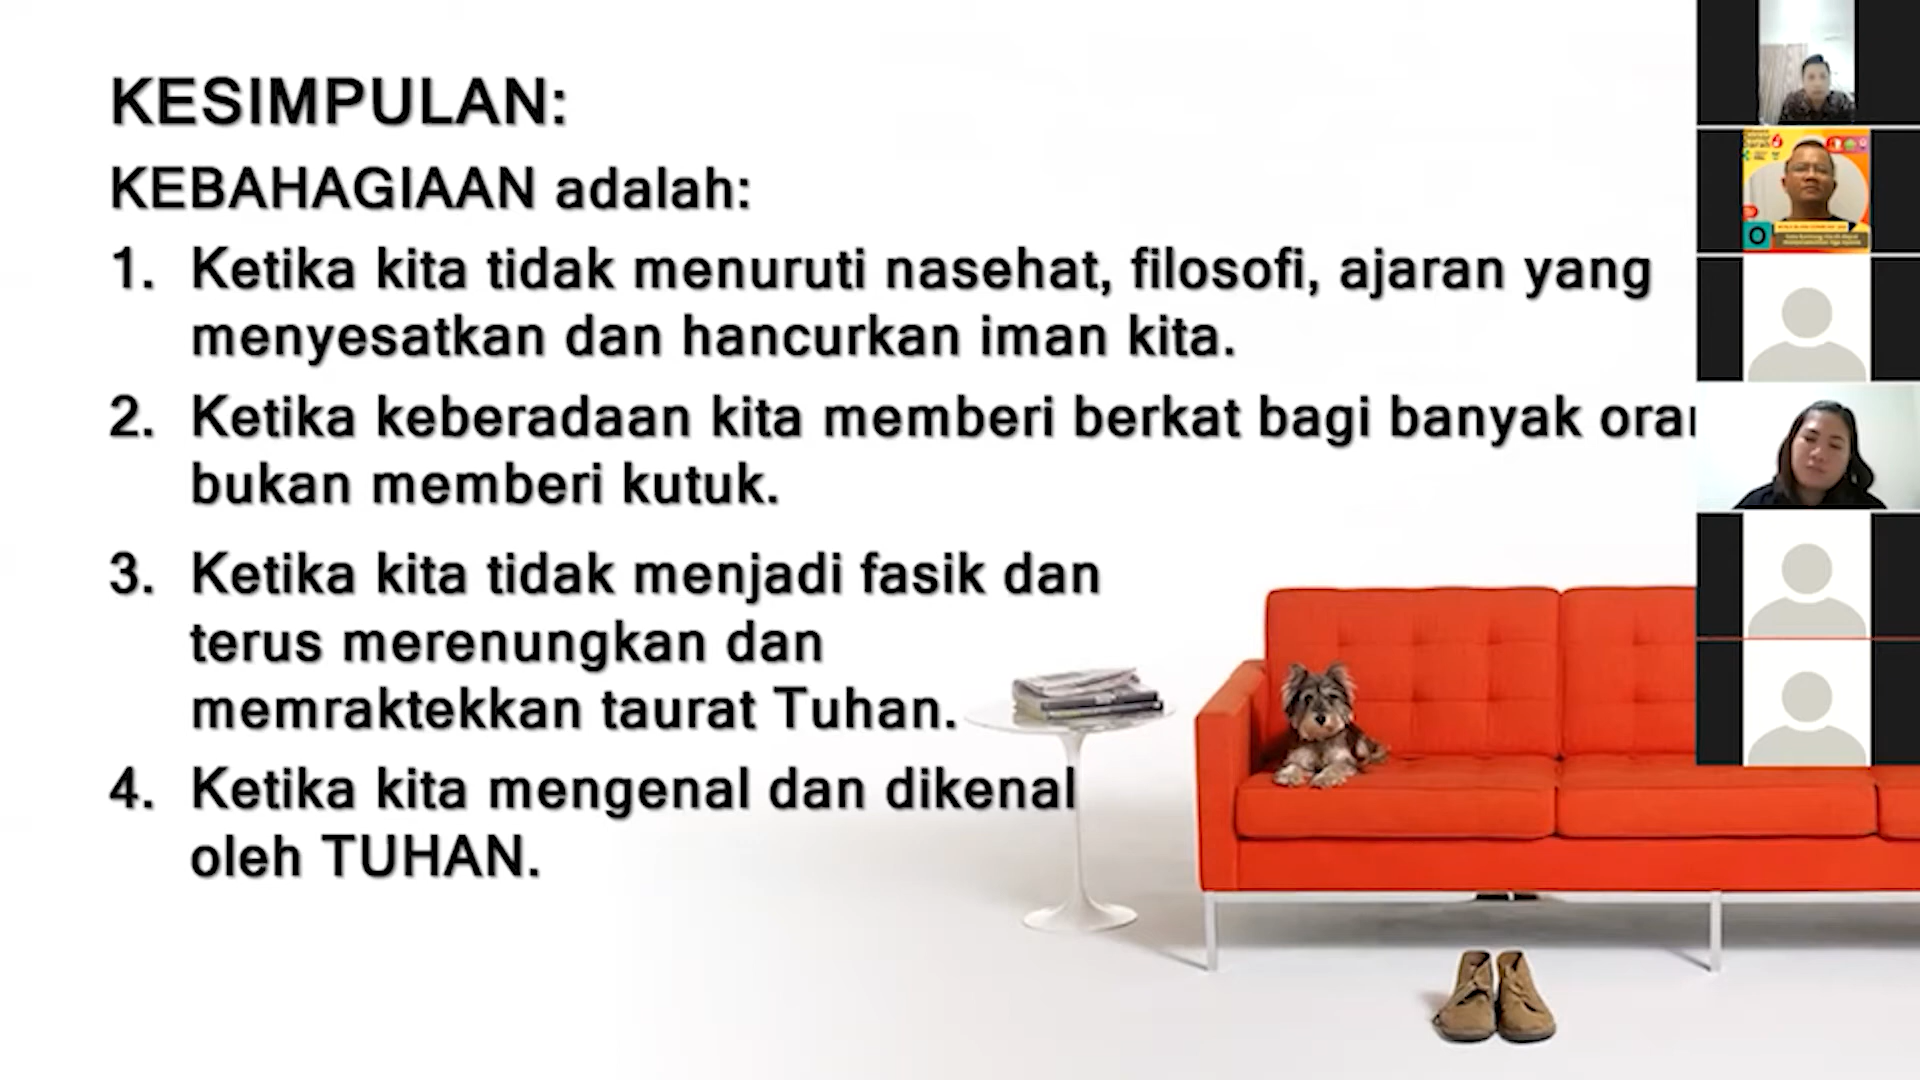 KESIMPULAN:
KEBAHAGIAAN adalah:
1. Ketika kita tidak menuruti nasehat, filosofi, ajaran yang
menyesatkan dan hancurkan iman kita.
2. Ketika keberadaan kita memberi berkat bagi banyak
bukan memberi kutuk.
3. Ketika kita tidak menjadi fasik dan
terus merenungkan dan
memraktekkan taurat Tuhan.
4. Ketika kita mengenal dan dikenal
oleh TUHAN.
O